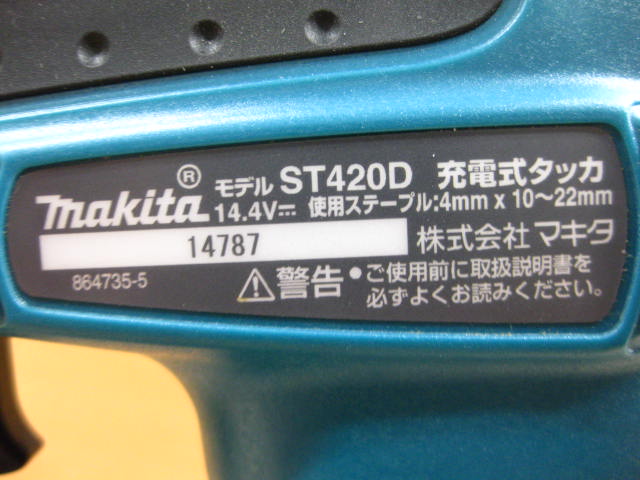 makita® モデル ST420D 充電式タッカ
14.4V⎓ 使用ステープル:4mm x 10〜22mm
14787 株式会社 マキタ
864735-5
⚠警告 ●ご使用前に取扱説明書を
必ずよくお読みください。